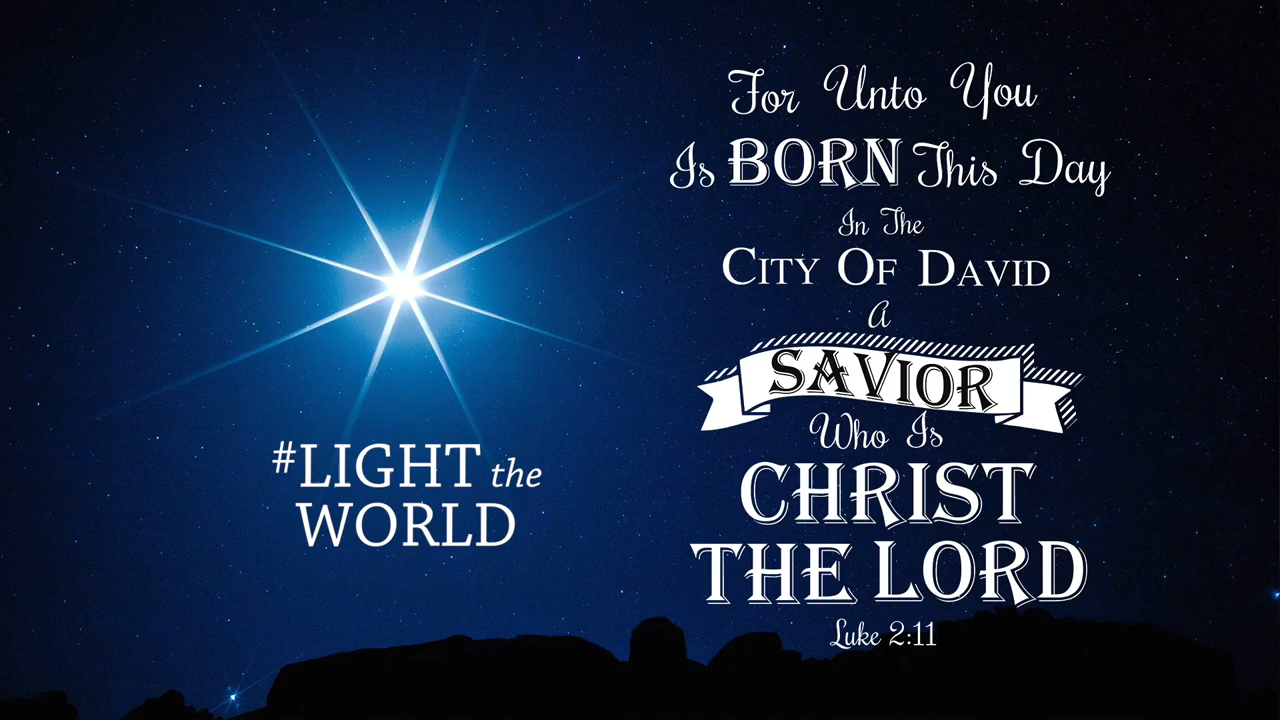 #LIGHT the
WORLD
For Unto You
Is BORN This Day
In The
CITY OF DAVID
A
SAVIOR
Who Is
CHRIST
THE LORD
Luke 2:11